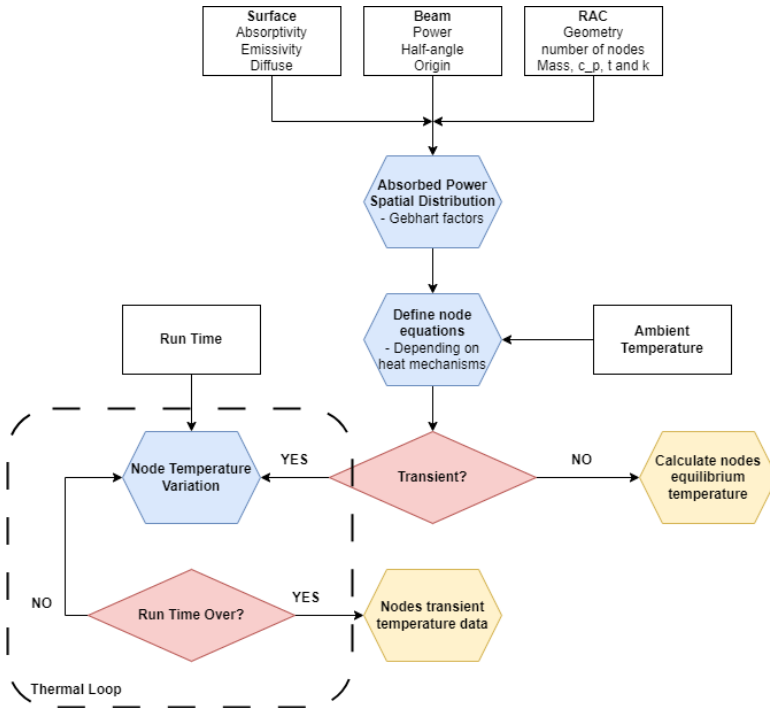 Surface
Absorptivity
Emissivity
Diffuse
Beam
Power
Half-angle
Origin
RAC
Geometry
number of nodes
Mass, c_p, t and k
Absorbed Power
Spatial Distribution
- Gebhart factors
Define node
equations
- Depending on
heat mechanisms
Run Time
Ambient
Temperature
Node Temperature
Variation
YES
Transient?
NO
Calculate nodes
equilibrium
temperature
NO
Run Time Over?
YES
Nodes transient
temperature data
Thermal Loop